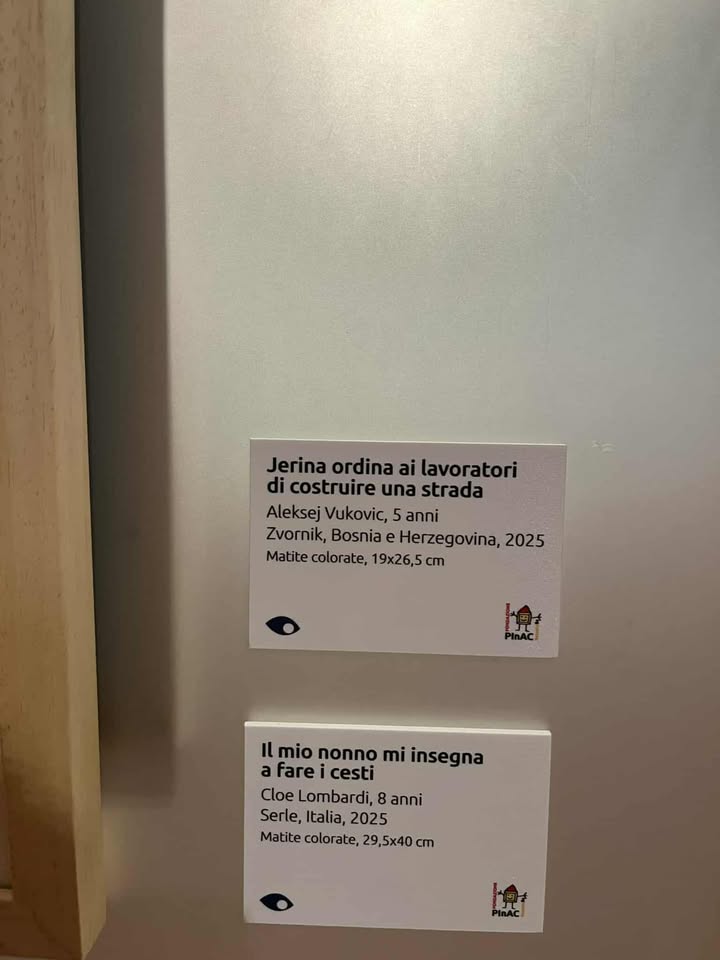 Jerina ordina ai lavoratori
di costruire una strada
Aleksej Vukovic, 5 anni
Zvornik, Bosnia e Herzegovina, 2025
Matite colorate, 19x26,5 cm
FONDAZIONE
PInAC
Il mio nonno mi insegna
a fare i cesti
Cloe Lombardi, 8 anni
Serle, Italia, 2025
Matite colorate, 29,5x40 cm
FONDAZIONE
PInAC